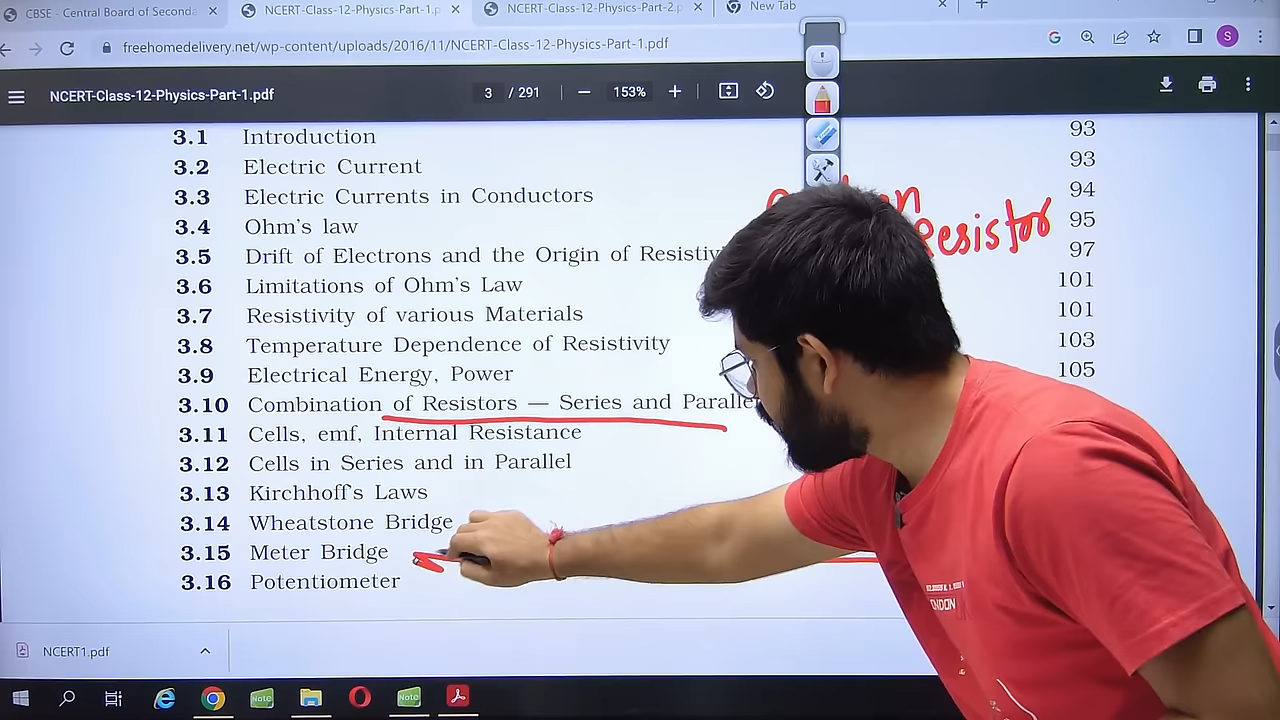 CBSE - Central Board of Seconda
NCERT-Class-12-Physics-Part-1.p
NCERT-Class-12-Physics-Part-2.p
New Tab
freehomedelivery.net/wp-content/uploads/2016/11/NCERT-Class-12-Physics-Part-1.pdf
S
NCERT-Class-12-Physics-Part-1.pdf
3 / 291
153%
3.1 Introduction 93
3.2 Electric Current 93
3.3 Electric Currents in Conductors 94
3.4 Ohm's law 95
Resistor
3.5 Drift of Electrons and the Origin of Resistivi 97
3.6 Limitations of Ohm's Law 101
3.7 Resistivity of various Materials 101
3.8 Temperature Dependence of Resistivity 103
3.9 Electrical Energy, Power 105
3.10 Combination of Resistors — Series and Parallel
3.11 Cells, emf, Internal Resistance
3.12 Cells in Series and in Parallel
3.13 Kirchhoff's Laws
3.14 Wheatstone Bridge
3.15 Meter Bridge
3.16 Potentiometer
LONDON
NCERT1.pdf
Note
Note